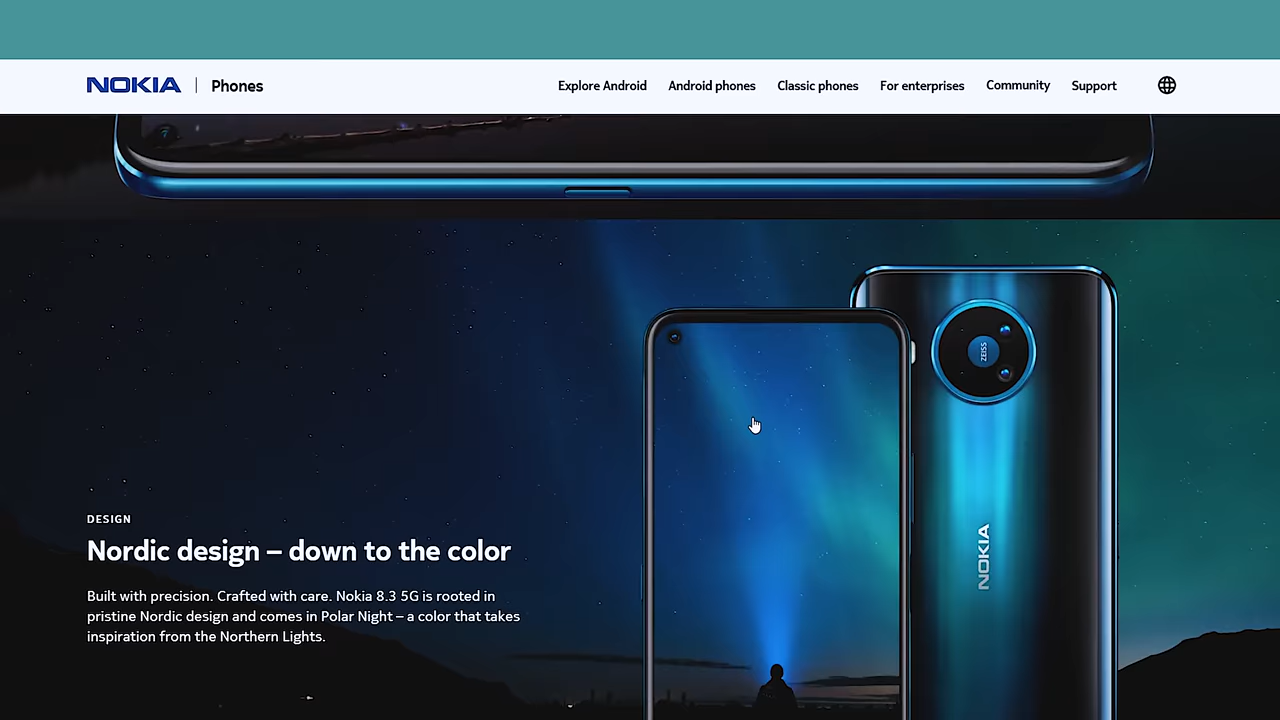 NOKIA | Phones
Explore Android Android phones Classic phones For enterprises Community Support
ZEISS
NOKIA
DESIGN
Nordic design – down to the color
Built with precision. Crafted with care. Nokia 8.3 5G is rooted in
pristine Nordic design and comes in Polar Night – a color that takes
inspiration from the Northern Lights.